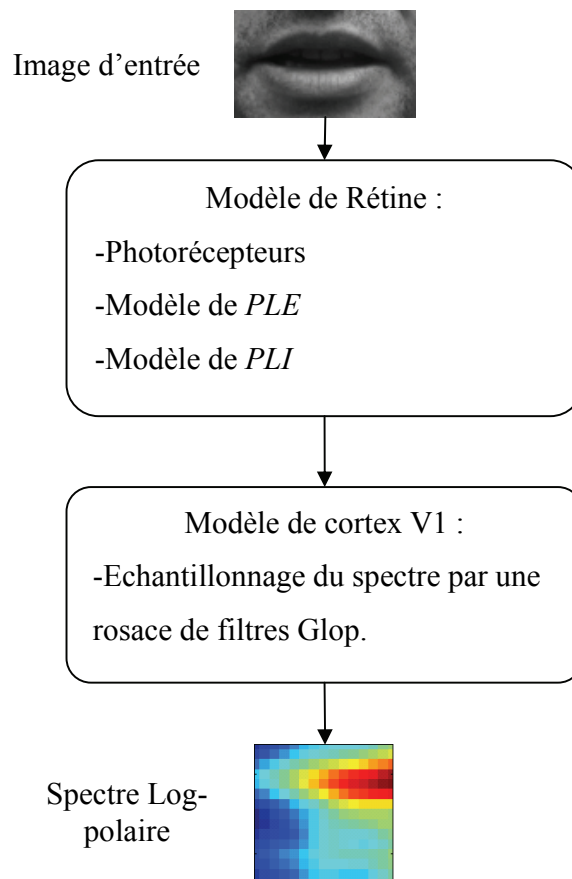 Image d'entrée
Modèle de Rétine :
-Photorécepteurs
-Modèle de PLE
-Modèle de PLI
Modèle de cortex V1 :
-Echantillonnage du spectre par une
rosace de filtres Glop.
Spectre Log-
polaire